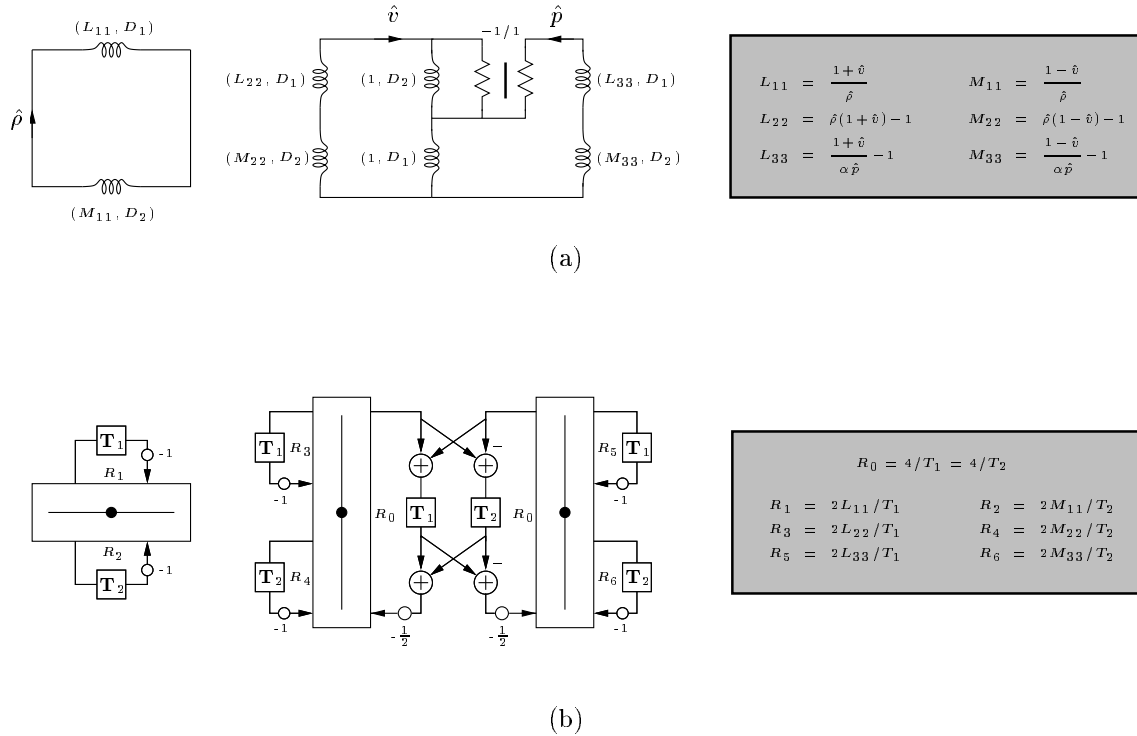 (L₁₁, D₁)
ρ̂
(M₁₁, D₂)
v̂
-1/1
p̂
(L₂₂, D₁)
(1, D₂)
(L₃₃, D₁)
(M₂₂, D₂)
(1, D₁)
(M₃₃, D₂)
L₁₁ = (1+v̂)/ρ̂ M₁₁ = (1−v̂)/ρ̂
L₂₂ = ρ̂(1+v̂)−1 M₂₂ = ρ̂(1−v̂)−1
L₃₃ = (1+v̂)/(αp̂) −1 M₃₃ = (1−v̂)/(αp̂) −1
(a)
T₁
-1
R₁
R₂
T₂
-1
T₁ R₃
-1
T₂ R₄
-1
−
+ +
R₀ T₁ T₂ R₀
−
+ +
-1/2 -1/2
R₅ T₁
-1
R₆ T₂
-1
R₀ = 4/T₁ = 4/T₂
R₁ = 2L₁₁/T₁ R₂ = 2M₁₁/T₂
R₃ = 2L₂₂/T₁ R₄ = 2M₂₂/T₂
R₅ = 2L₃₃/T₁ R₆ = 2M₃₃/T₂
(b)